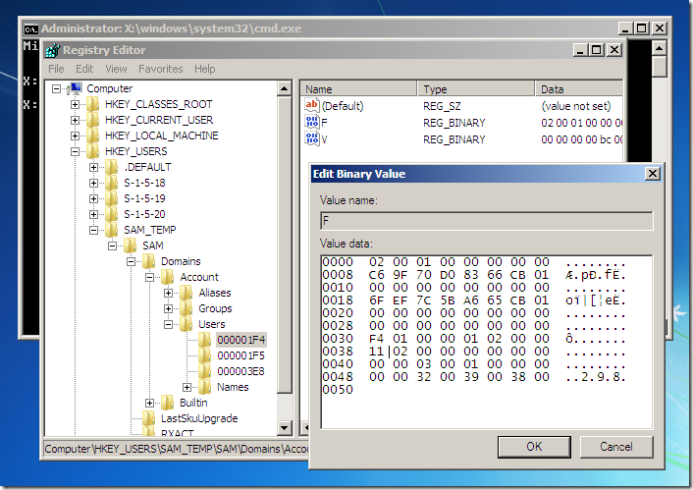 Administrator: X:\windows\system32\cmd.exe
Mi
X:
X:
Registry Editor
File Edit View Favorites Help
Computer
HKEY_CLASSES_ROOT
HKEY_CURRENT_USER
HKEY_LOCAL_MACHINE
HKEY_USERS
.DEFAULT
S-1-5-18
S-1-5-19
S-1-5-20
SAM_TEMP
SAM
Domains
Account
Aliases
Groups
Users
000001F4
000001F5
000003E8
Names
Builtin
LastSkuUpgrade
RXACT
Name Type Data
(Default) REG_SZ (value not set)
F REG_BINARY 02 00 01 00 00 00
V REG_BINARY 00 00 00 00 bc 00
Computer\HKEY_USERS\SAM_TEMP\SAM\Domains\Accou
Edit Binary Value
Value name:
F
Value data:
0000 02 00 01 00 00 00 00 00 ........
0008 C6 9F 70 D0 83 66 CB 01 Æ.pÐ.fË.
0010 00 00 00 00 00 00 00 00 ........
0018 6F EF 7C 5B A6 65 CB 01 oï|[¦eË.
0020 00 00 00 00 00 00 00 00 ........
0028 00 00 00 00 00 00 00 00 ........
0030 F4 01 00 00 01 02 00 00 ô.......
0038 11 02 00 00 00 00 00 00 ........
0040 00 00 03 00 01 00 00 00 ........
0048 00 00 32 00 39 00 38 00 ..2.9.8.
0050
OK Cancel